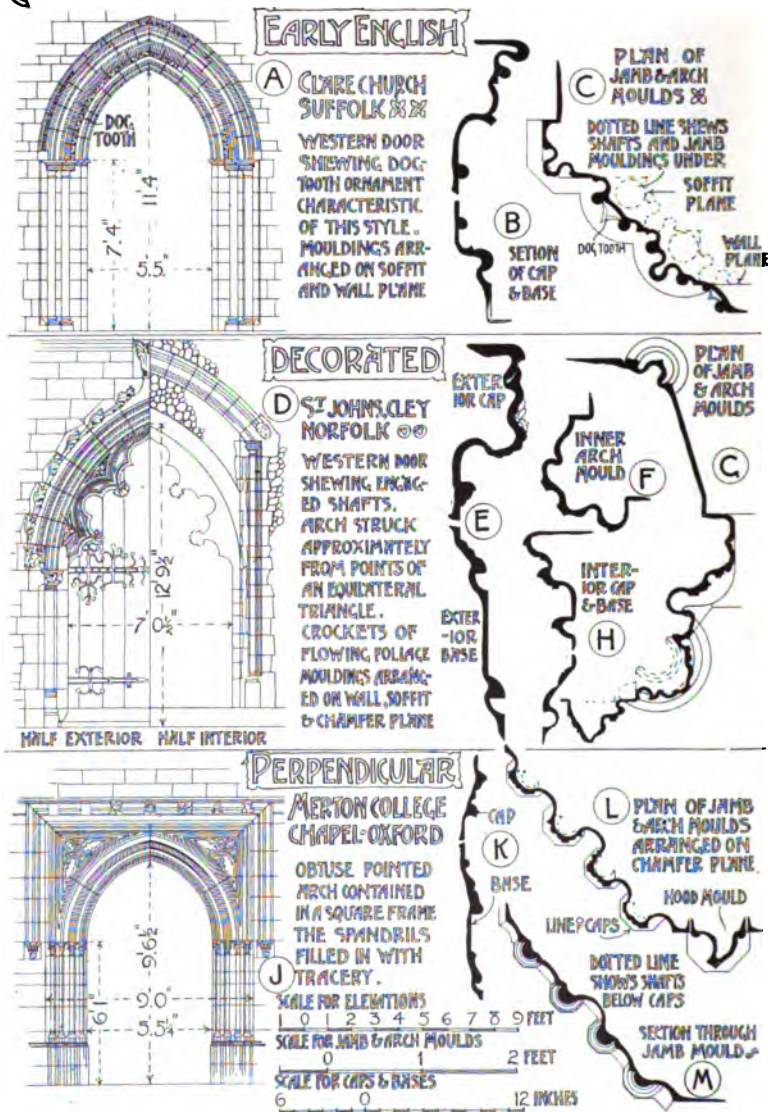 EARLY ENGLISH
A
CLARE CHURCH
SUFFOLK
WESTERN DOOR
SHEWING DOG-
TOOTH ORNAMENT
CHARACTERISTIC
OF THIS STYLE.
MOULDINGS ARR-
ANGED ON SOFFIT
AND WALL PLANE
DOG
TOOTH
11'.4"
7'.4"
5'.5"
B
SETION
OF CAP
& BASE
C
PLAN OF
JAMB & ARCH
MOULDS
DOTTED LINE SHEWS
SHAFTS AND JAMB
MOULDINGS UNDER
SOFFIT
PLANE
DOG TOOTH
WALL
PLANE
DECORATED
D
ST JOHNS, CLEY
NORFOLK
WESTERN DOOR
SHEWING ENGAG-
ED SHAFTS.
ARCH STRUCK
APPROXIMATELY
FROM POINTS OF
AN EQUILATERAL
TRIANGLE.
CROCKETS OF
FLOWING FOLIAGE
MOULDINGS ARRANG-
ED ON WALL, SOFFIT
& CHAMFER PLANE
12'.9½"
7'.0½"
HALF EXTERIOR HALF INTERIOR
EXTER
IOR CAP
E
EXTER
-IOR
BASE
INNER
ARCH
MOULD
F
PLAN
OF JAMB
& ARCH
MOULDS
G
INTER-
IOR CAP
& BASE
H
PERPENDICULAR
MERTON COLLEGE
CHAPEL·OXFORD
OBTUSE POINTED
ARCH CONTAINED
IN A SQUARE FRAME
THE SPANDRILS
FILLED IN WITH
TRACERY.
J
9'.6½"
6'.1"
9'.0"
5'.5¼"
CAP
K
BASE
L
PLAN OF JAMB
& ARCH MOULDS
ARRANGED ON
CHAMFER PLANE.
HOOD MOULD
LINE OF CAPS
DOTTED LINE
SHOWS SHAFTS
BELOW CAPS
SECTION THROUGH
JAMB MOULD
M
SCALE FOR ELEVATIONS
1 0 1 2 3 4 5 6 7 8 9 FEET
SCALE FOR JAMB & ARCH MOULDS
0 1 2 FEET
SCALE FOR CAPS & BASES
6 0 12 INCHES